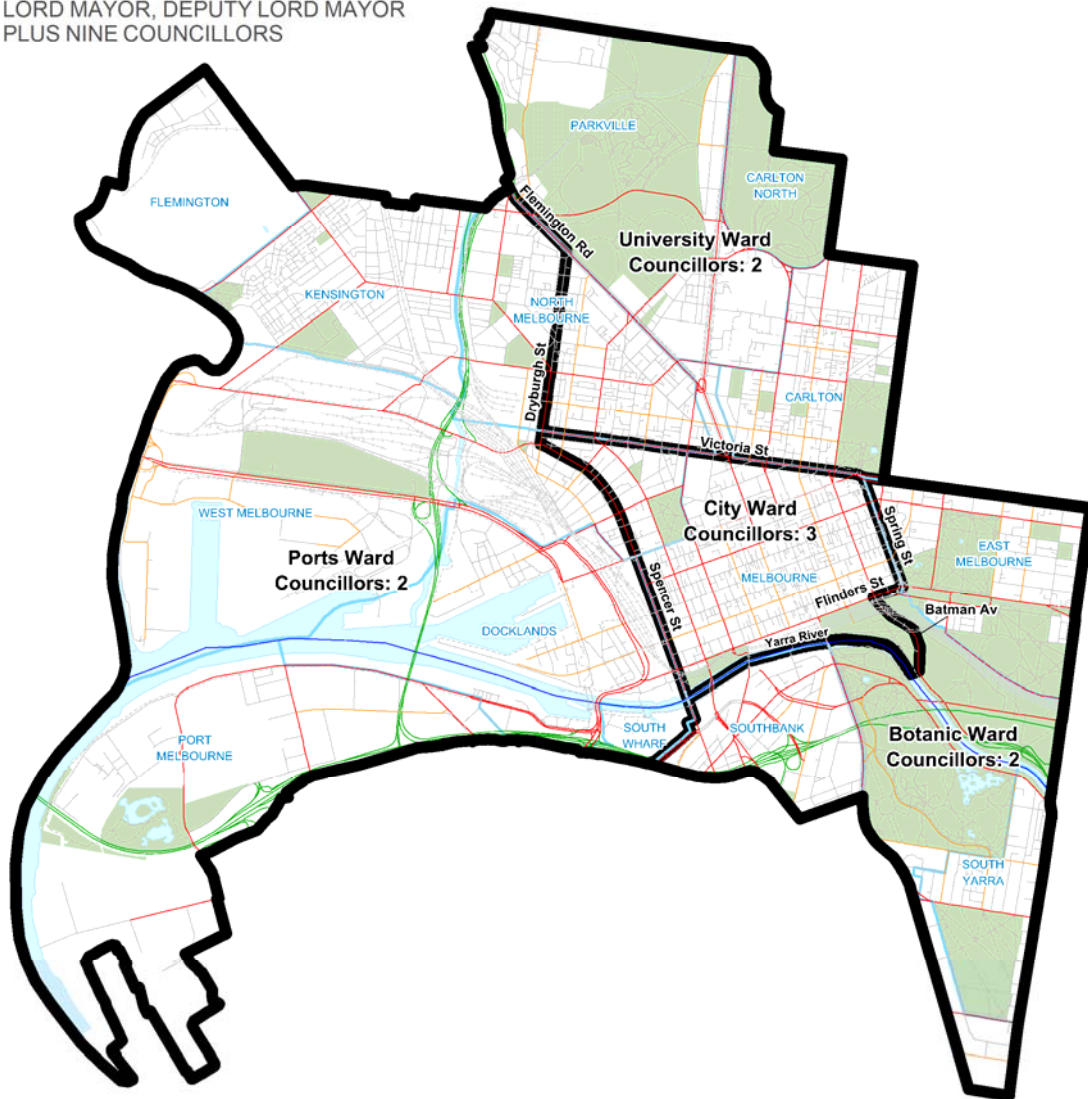 LORD MAYOR, DEPUTY LORD MAYOR
PLUS NINE COUNCILLORS
PARKVILLE
CARLTON
NORTH
FLEMINGTON
Flemington Rd
University Ward
Councillors: 2
KENSINGTON
NORTH
MELBOURNE
Dryburgh St
CARLTON
Victoria St
City Ward
Councillors: 3
WEST MELBOURNE
Spring St
EAST
MELBOURNE
Ports Ward
Councillors: 2
Spencer St
MELBOURNE
Flinders St
Batman Av
DOCKLANDS
Yarra River
SOUTH
WHARF
SOUTHBANK
Botanic Ward
Councillors: 2
PORT
MELBOURNE
SOUTH
YARRA